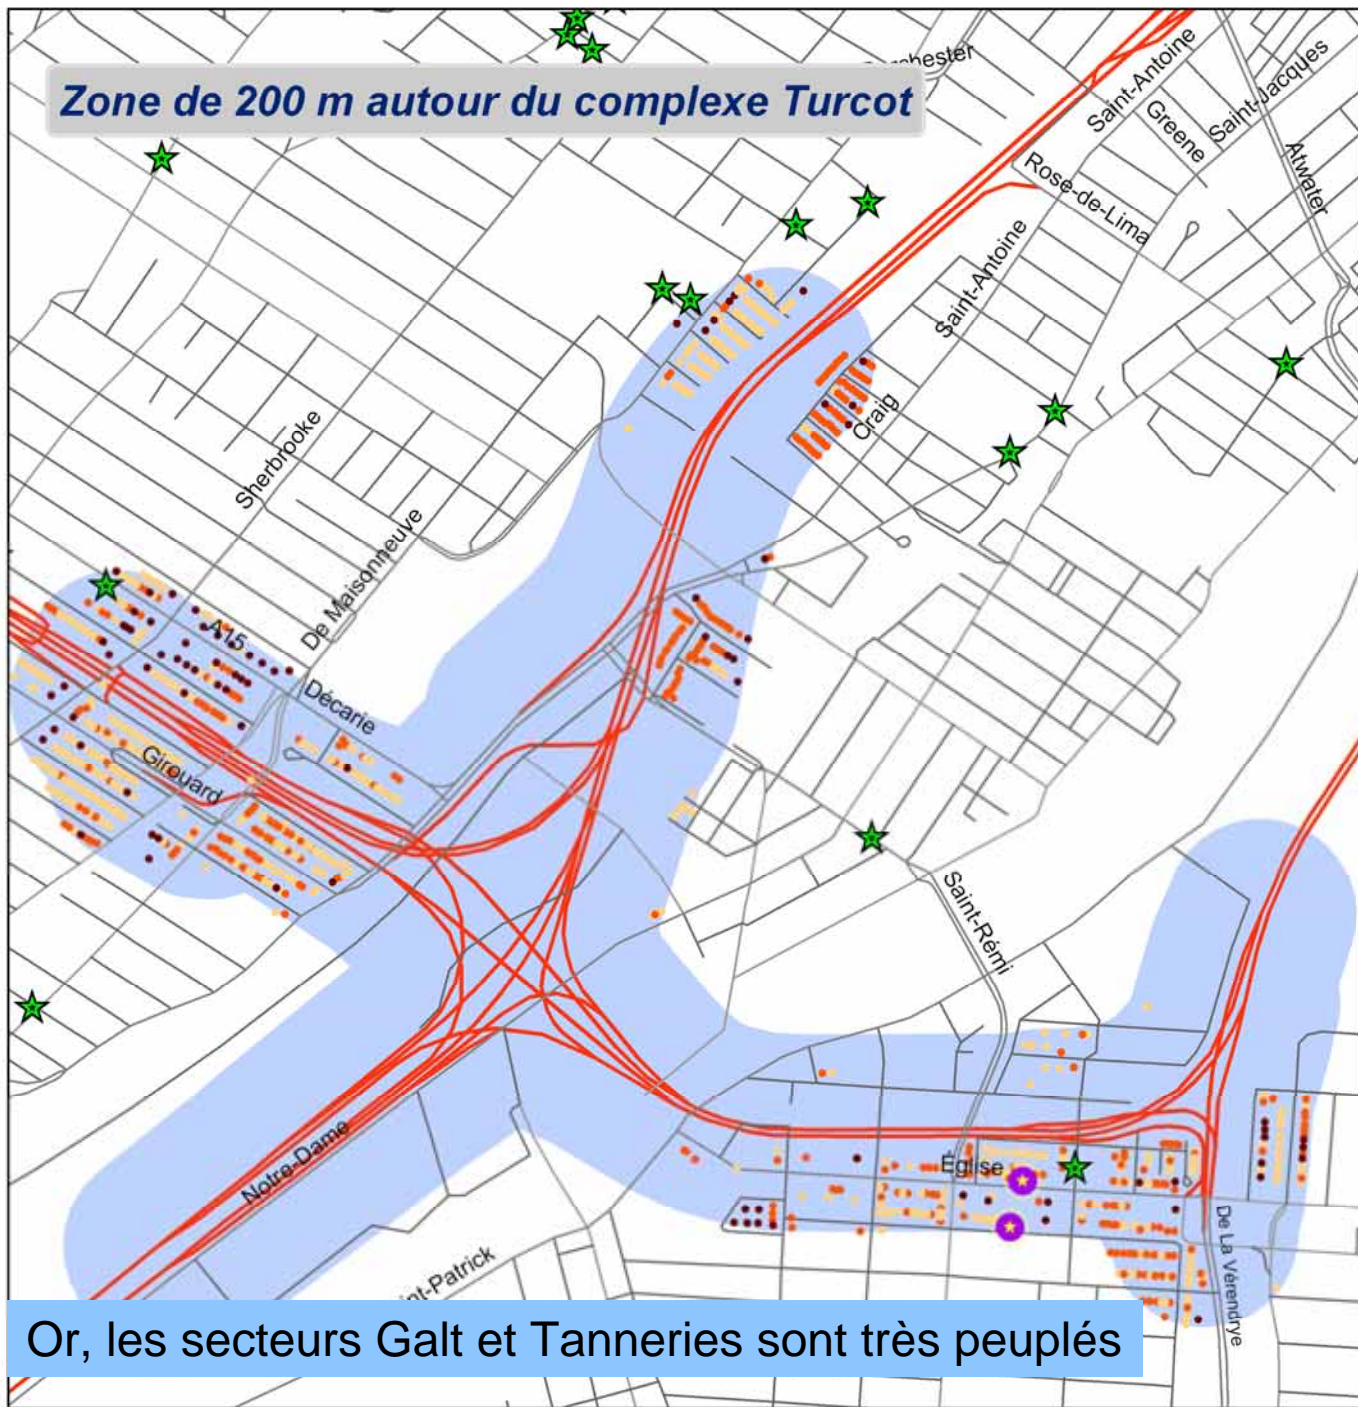 Zone de 200 m autour du complexe Turcot
Saint-Antoine
Greene
Saint-Jacques
Atwater
Rose-de-Lima
Saint-Antoine
Craig
Sherbrooke
De Maisonneuve
A15
Décarie
Girouard
Saint-Rémi
Notre-Dame
Église
De La Vérendrye
nt-Patrick
Or, les secteurs Galt et Tanneries sont très peuplés